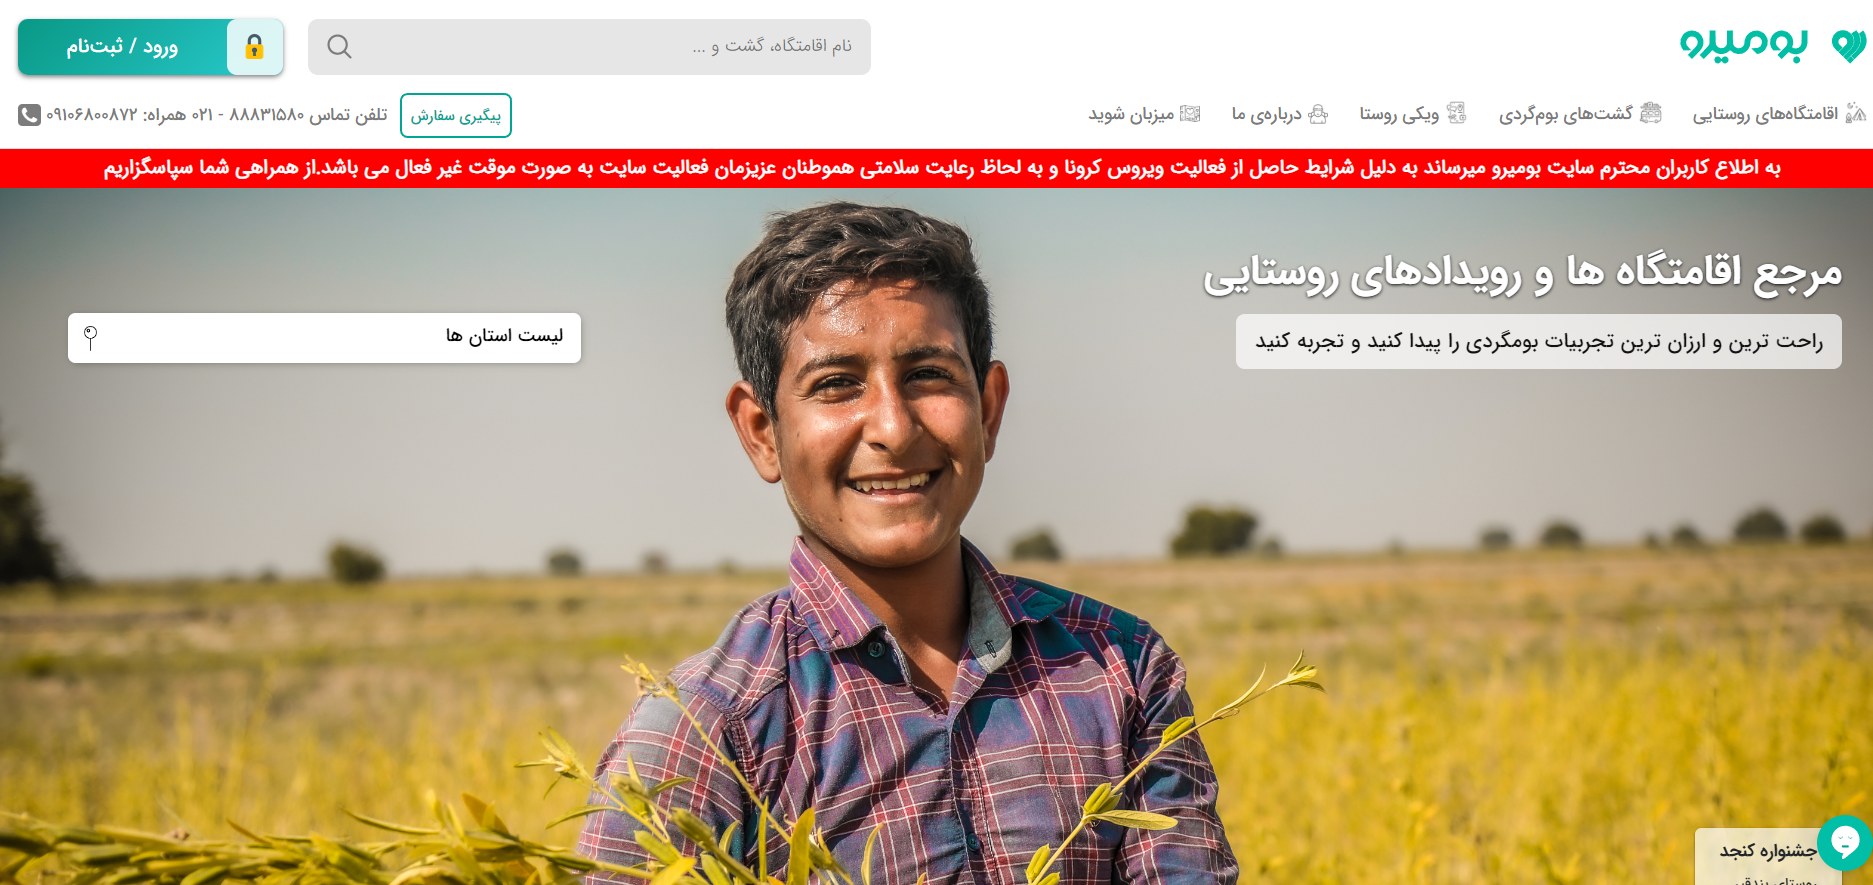 بومیرو
نام اقامتگاه، گشت و ...
ورود / ثبت‌نام
اقامتگاه‌های روستایی
گشت‌های بوم‌گردی
ویکی روستا
درباره‌ی ما
میزبان شوید
پیگیری سفارش
تلفن تماس ۸۸۸۳۱۵۸۰ - ۰۲۱ همراه: ۰۹۱۰۶۸۰۰۸۷۲
به اطلاع کاربران محترم سایت بومیرو میرساند به دلیل شرایط حاصل از فعالیت ویروس کرونا و به لحاظ رعایت سلامتی هموطنان عزیزمان فعالیت سایت به صورت موقت غیر فعال می باشد.از همراهی شما سپاسگزاریم
مرجع اقامتگاه ها و رویدادهای روستایی
راحت ترین و ارزان ترین تجربیات بومگردی را پیدا کنید و تجربه کنید
لیست استان ها
جشنواره کنجد